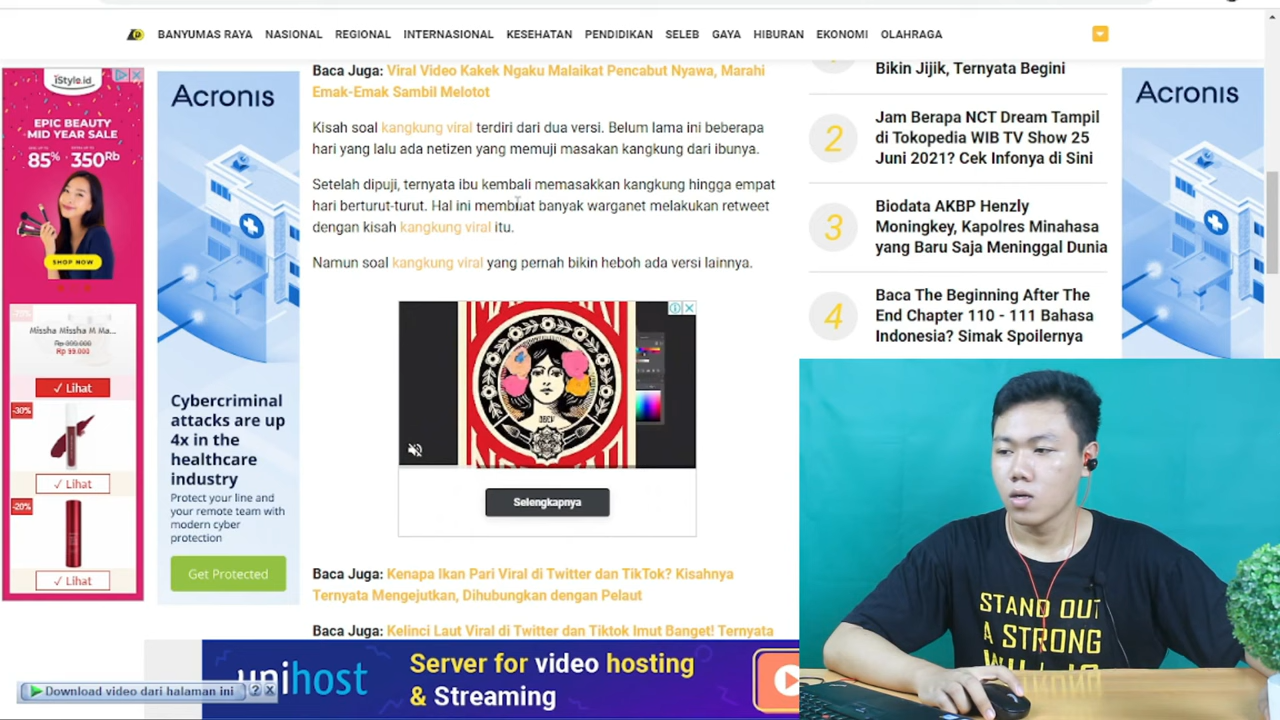 BANYUMAS RAYA NASIONAL REGIONAL INTERNASIONAL KESEHATAN PENDIDIKAN SELEB GAYA HIBURAN EKONOMI OLAHRAGA
iStyle.id
EPIC BEAUTY
MID YEAR SALE
85% 350Rb
SHOP NOW
Missha Missha M Ma...
Rp 99.000
✓ Lihat
-30%
✓ Lihat
-20%
✓ Lihat
Acronis
Cybercriminal
attacks are up
4x in the
healthcare
industry
Protect your line and
your remote team with
modern cyber
protection
Get Protected
Baca Juga: Viral Video Kakek Ngaku Malaikat Pencabut Nyawa, Marahi
Emak-Emak Sambil Melotot
Kisah soal kangkung viral terdiri dari dua versi. Belum lama ini beberapa
hari yang lalu ada netizen yang memuji masakan kangkung dari ibunya.
Setelah dipuji, ternyata ibu kembali memasakkan kangkung hingga empat
hari berturut-turut. Hal ini membuat banyak warganet melakukan retweet
dengan kisah kangkung viral itu.
Namun soal kangkung viral yang pernah bikin heboh ada versi lainnya.
OBEY
Selengkapnya
Baca Juga: Kenapa Ikan Pari Viral di Twitter dan TikTok? Kisahnya
Ternyata Mengejutkan, Dihubungkan dengan Pelaut
Baca Juga: Kelinci Laut Viral di Twitter dan Tiktok Imut Banget! Ternyata
Bikin Jijik, Ternyata Begini
2
Jam Berapa NCT Dream Tampil
di Tokopedia WIB TV Show 25
Juni 2021? Cek Infonya di Sini
3
Biodata AKBP Henzly
Moningkey, Kapolres Minahasa
yang Baru Saja Meninggal Dunia
4
Baca The Beginning After The
End Chapter 110 - 111 Bahasa
Indonesia? Simak Spoilernya
Acronis
STAND OUT
A STRONG
unihost
Server for video hosting
& Streaming
Download video dari halaman ini ? X